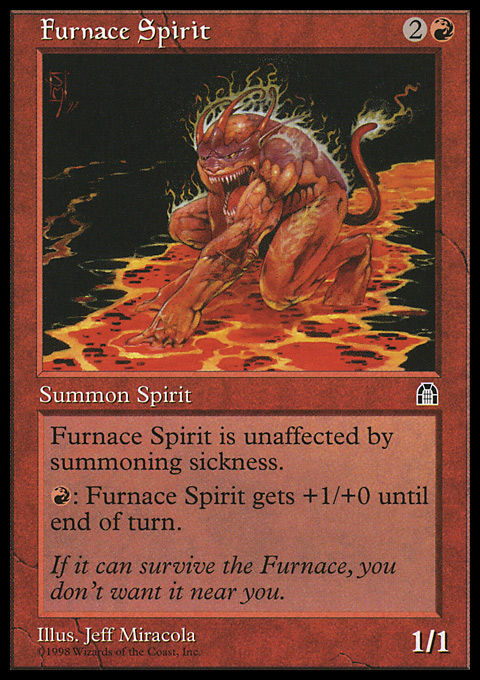 Furnace Spirit 2
Summon Spirit
Furnace Spirit is unaffected by
summoning sickness.
: Furnace Spirit gets +1/+0 until
end of turn.
If it can survive the Furnace, you
don't want it near you.
Illus. Jeff Miracola
©1998 Wizards of the Coast, Inc.
1/1